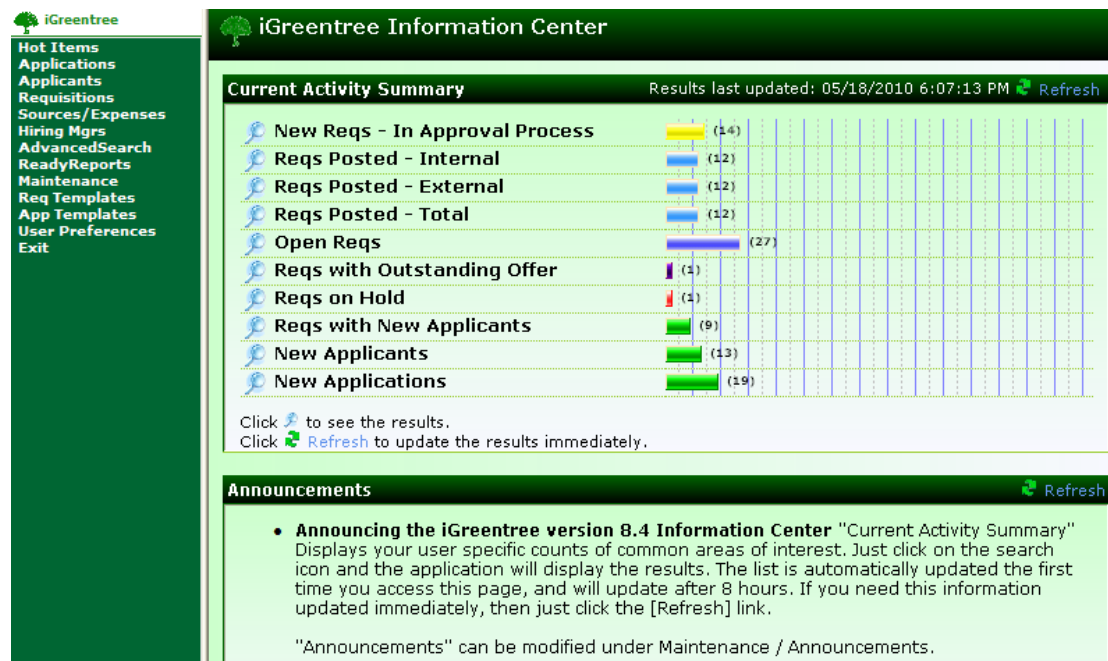 iGreentree
Hot Items
Applications
Applicants
Requisitions
Sources/Expenses
Hiring Mgrs
AdvancedSearch
ReadyReports
Maintenance
Req Templates
App Templates
User Preferences
Exit
iGreentree Information Center
Current Activity Summary Results last updated: 05/18/2010 6:07:13 PM Refresh
New Reqs - In Approval Process (14)
Reqs Posted - Internal (12)
Reqs Posted - External (12)
Reqs Posted - Total (12)
Open Reqs (27)
Reqs with Outstanding Offer (1)
Reqs on Hold (1)
Reqs with New Applicants (9)
New Applicants (13)
New Applications (19)
Click to see the results.
Click Refresh to update the results immediately.
Announcements Refresh
• Announcing the iGreentree version 8.4 Information Center "Current Activity Summary"
Displays your user specific counts of common areas of interest. Just click on the search
icon and the application will display the results. The list is automatically updated the first
time you access this page, and will update after 8 hours. If you need this information
updated immediately, then just click the [Refresh] link.
"Announcements" can be modified under Maintenance / Announcements.